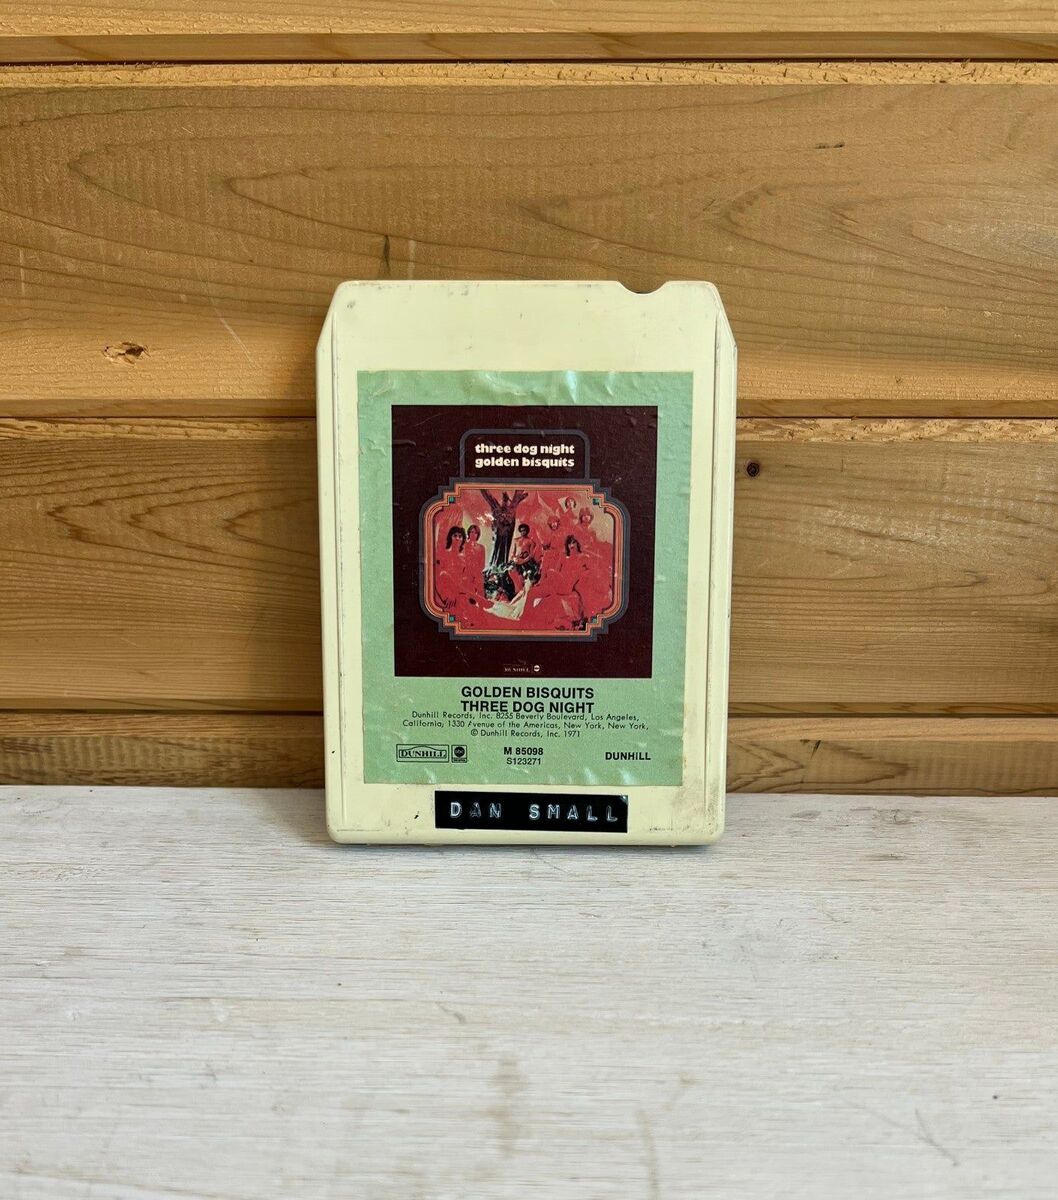 three dog night
golden bisquits
DUNHILL
GOLDEN BISQUITS
THREE DOG NIGHT
Dunhill Records, Inc. 8255 Beverly Boulevard, Los Angeles,
California, 1330 Avenue of the Americas, New York, New York,
© Dunhill Records, Inc. 1971
DUNHILL abc M 85098 DUNHILL
S123271
DAN SMALL